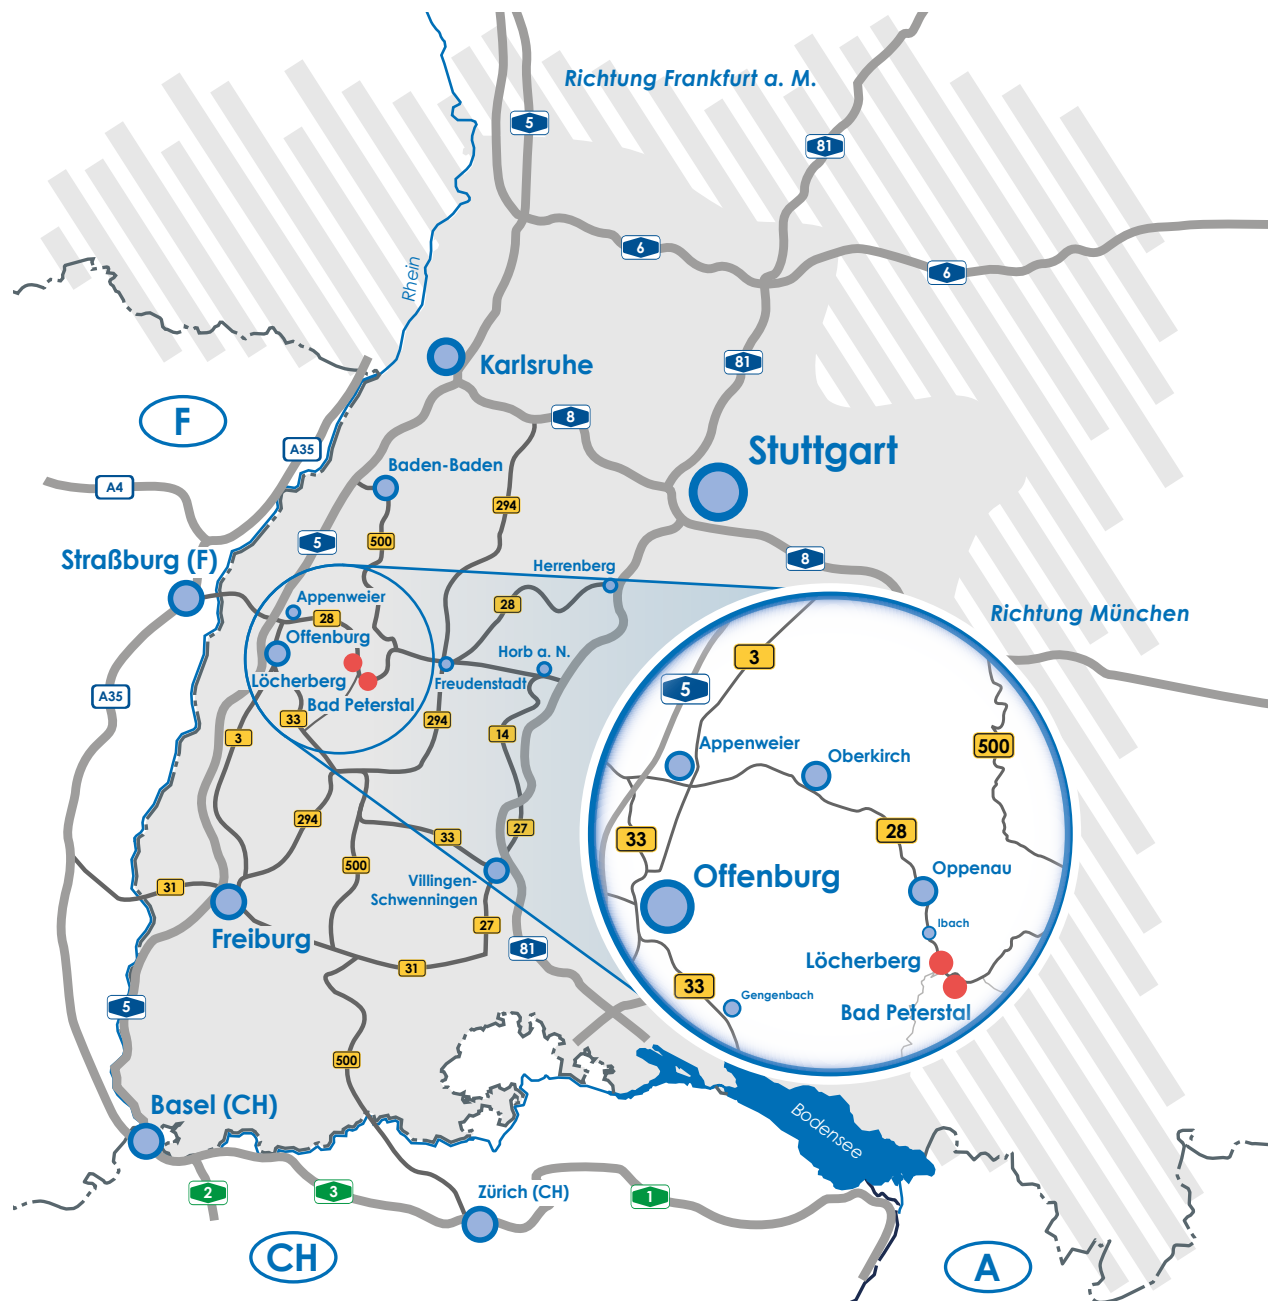 Richtung Frankfurt a. M.
5
81
6
6
Rhein
Karlsruhe
81
F
8
A35
Stuttgart
Baden-Baden
A4
294
5
500
8
Straßburg (F)
Herrenberg
Appenweier
28
28
Richtung München
Offenburg
Horb a. N.
3
Löcherberg
Freudenstadt
5
A35
Bad Peterstal
33
294
3
14
500
Appenweier
Oberkirch
294
27
33
33
28
500
Villingen-
Schwenningen
31
Offenburg
Oppenau
27
Ibach
Freiburg
81
31
Löcherberg
33
5
Gengenbach
Bad Peterstal
500
Basel (CH)
Bodensee
2
3
Zürich (CH)
1
CH
A